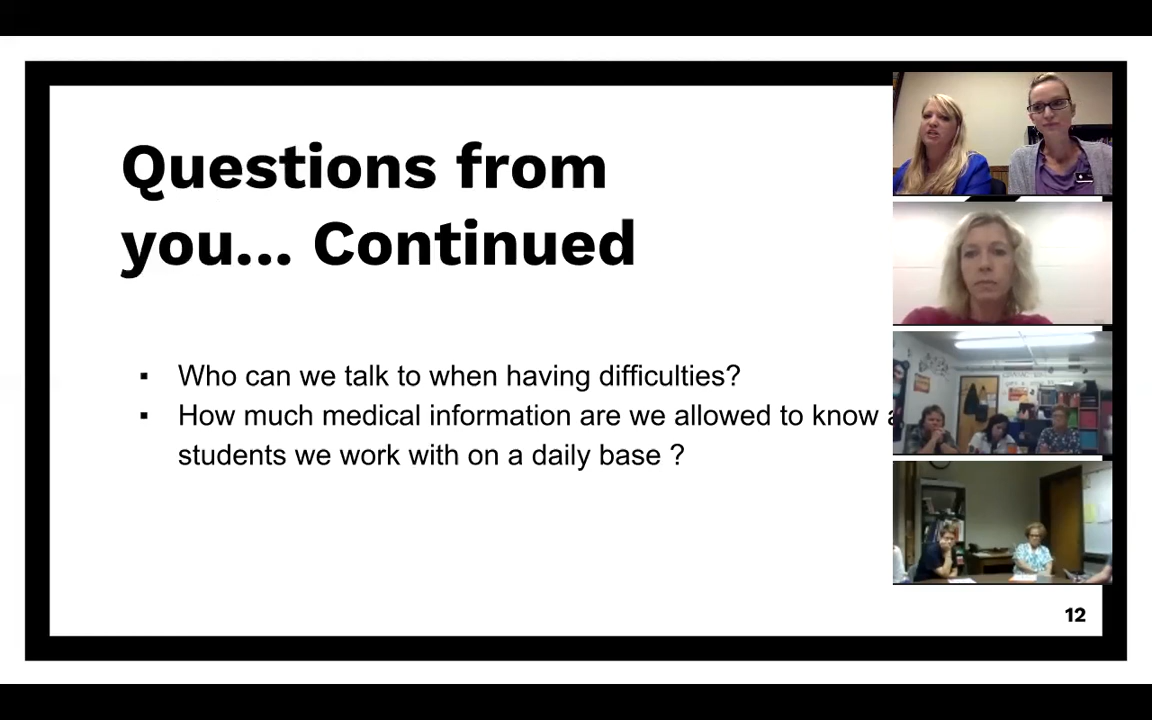 Questions from
you... Continued
▪ Who can we talk to when having difficulties?
▪ How much medical information are we allowed to know
students we work with on a daily base ?
12